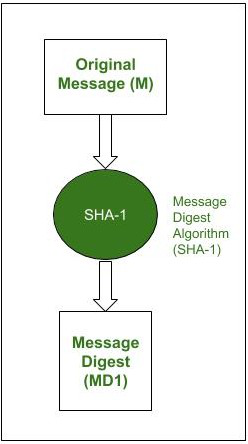 Original
Message (M)
SHA-1
Message
Digest
Algorithm
(SHA-1)
Message
Digest
(MD1)